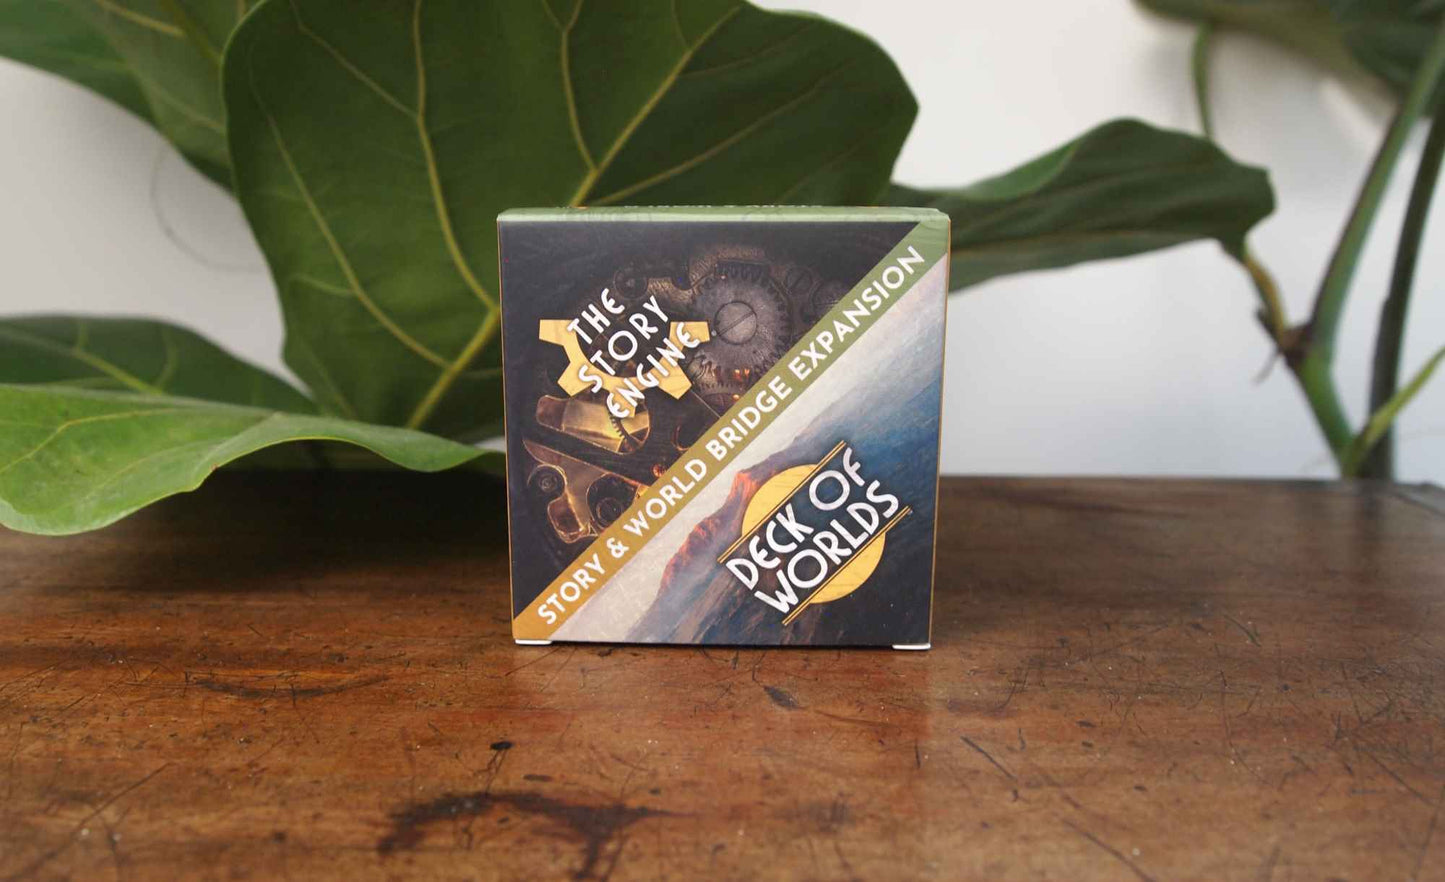 THE
STORY
ENGINE
STORY & WORLD BRIDGE EXPANSION
DECK OF
WORLDS